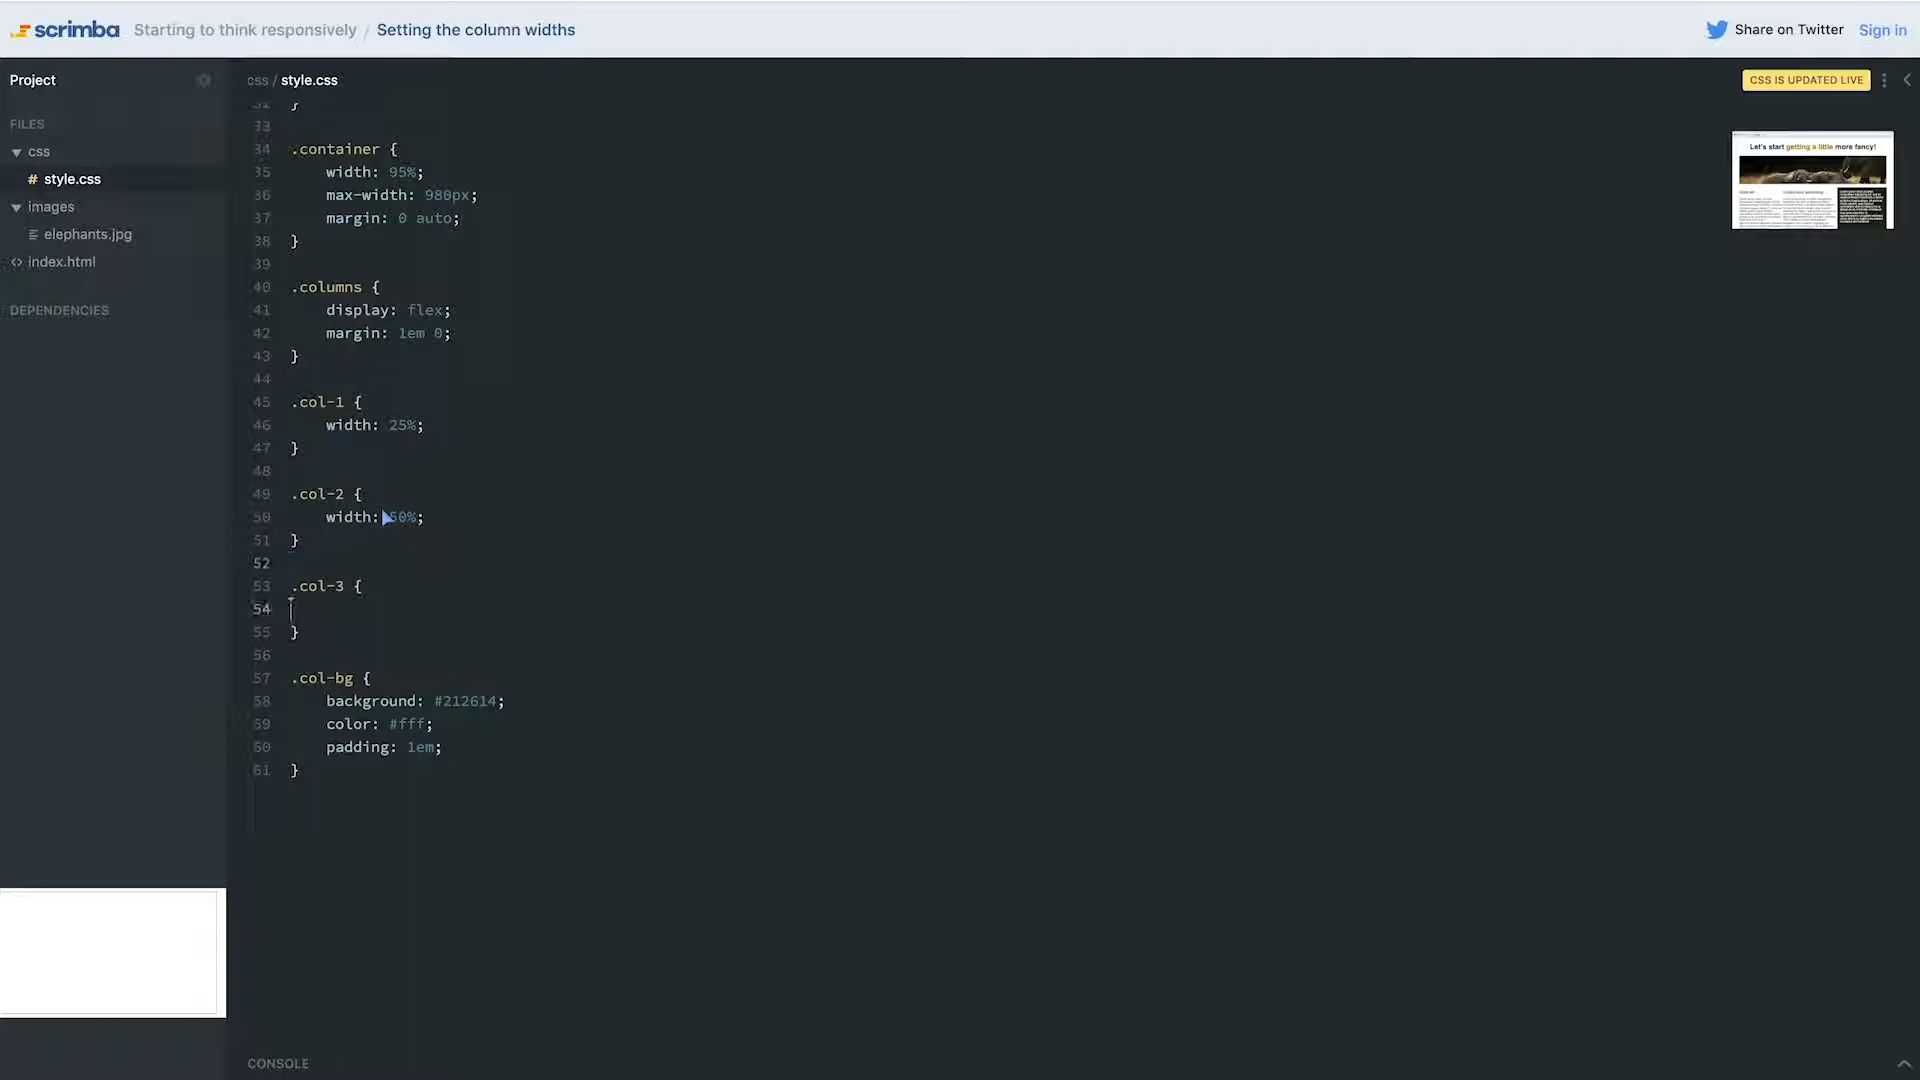 scrimba Starting to think responsively / Setting the column widths
Share on Twitter Sign in
Project
css / style.css
CSS IS UPDATED LIVE
FILES
css
# style.css
images
elephants.jpg
<> index.html
DEPENDENCIES
32 }
33
34 .container {
35 width: 95%;
36 max-width: 980px;
37 margin: 0 auto;
38 }
39
40 .columns {
41 display: flex;
42 margin: 1em 0;
43 }
44
45 .col-1 {
46 width: 25%;
47 }
48
49 .col-2 {
50 width: 50%;
51 }
52
53 .col-3 {
54
55 }
56
57 .col-bg {
58 background: #212614;
59 color: #fff;
60 padding: 1em;
61 }
Let's start getting a little more fancy!
CONSOLE